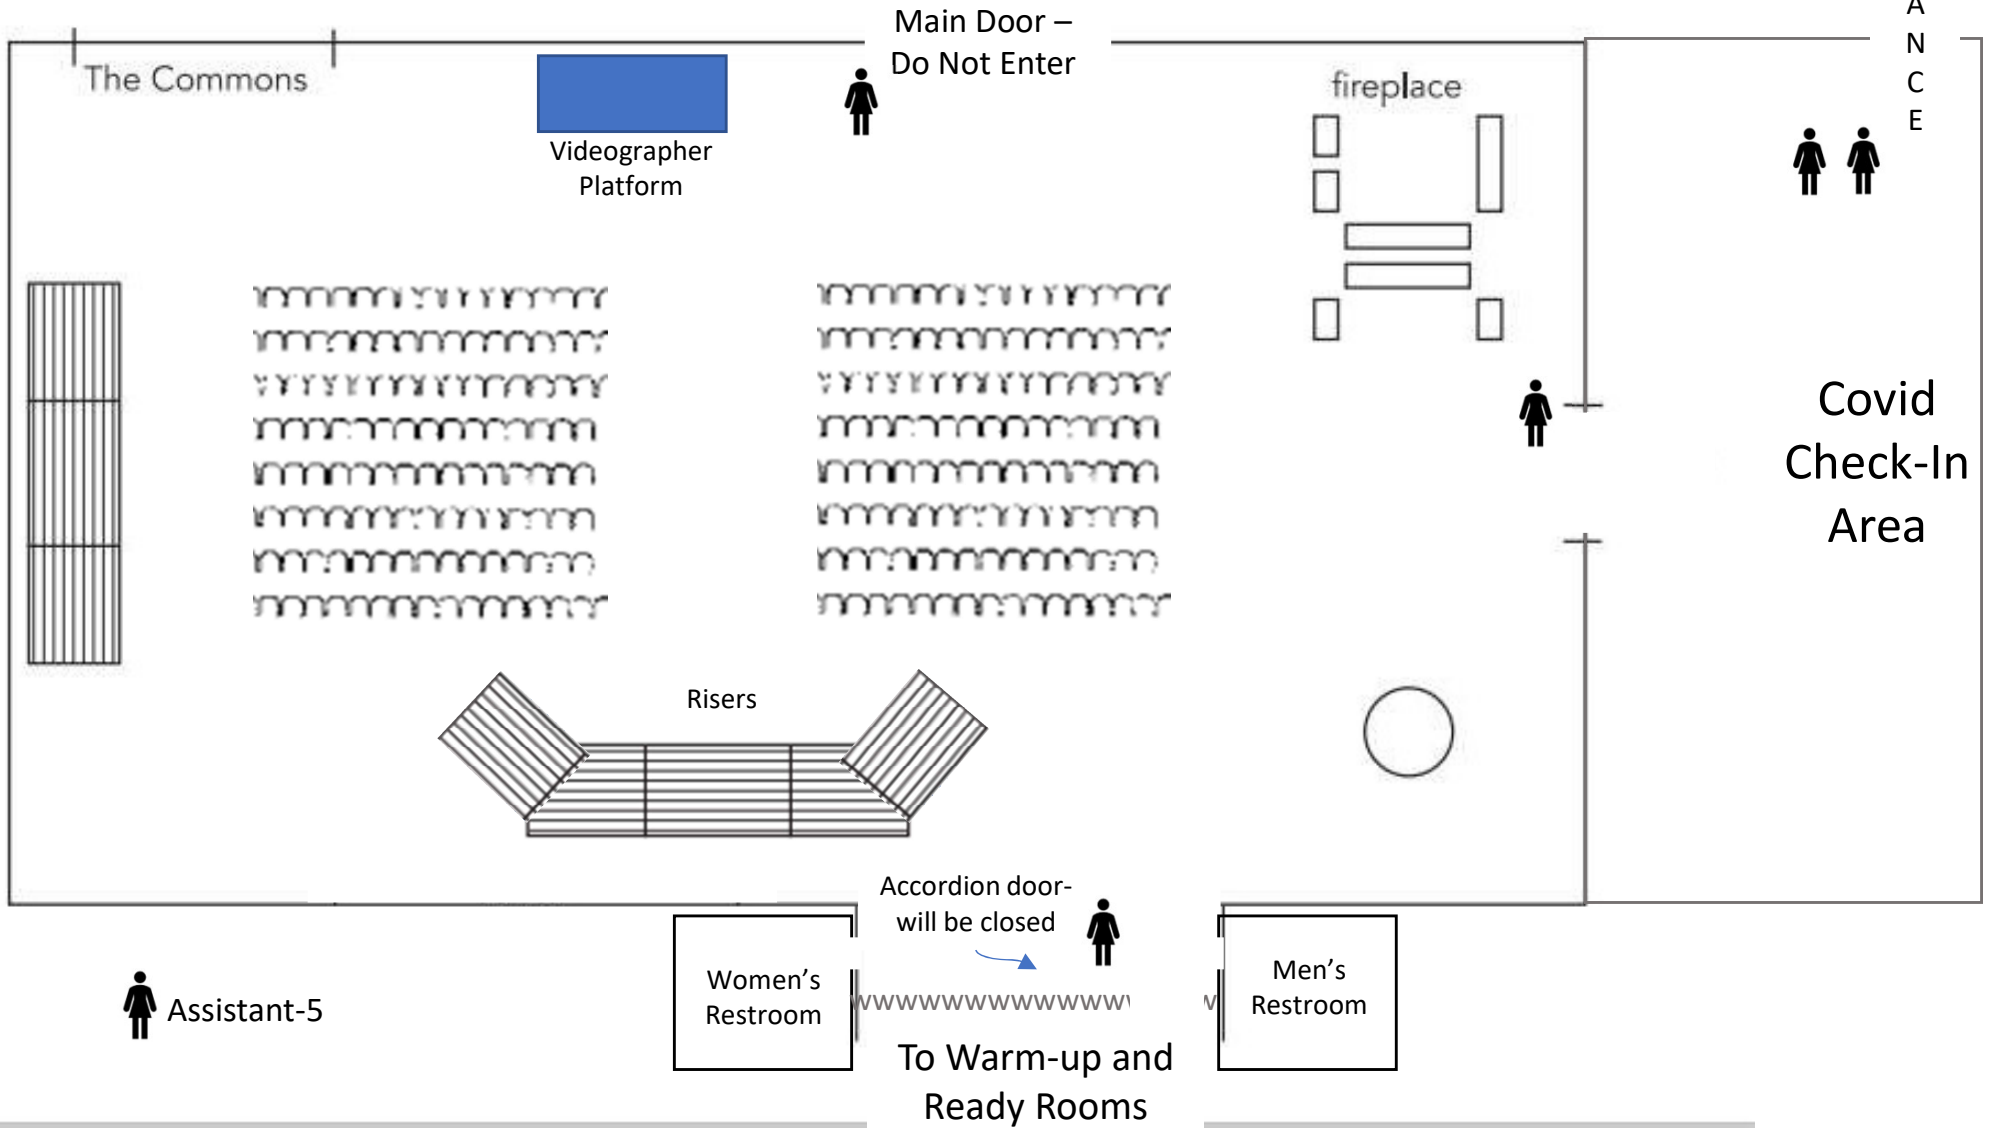 Main Door –
Do Not Enter
A
N
C
E
The Commons
fireplace
Videographer
Platform
Covid
Check-In
Area
Risers
Accordion door-
will be closed
Women's
Restroom
Men's
Restroom
Assistant-5
To Warm-up and
Ready Rooms